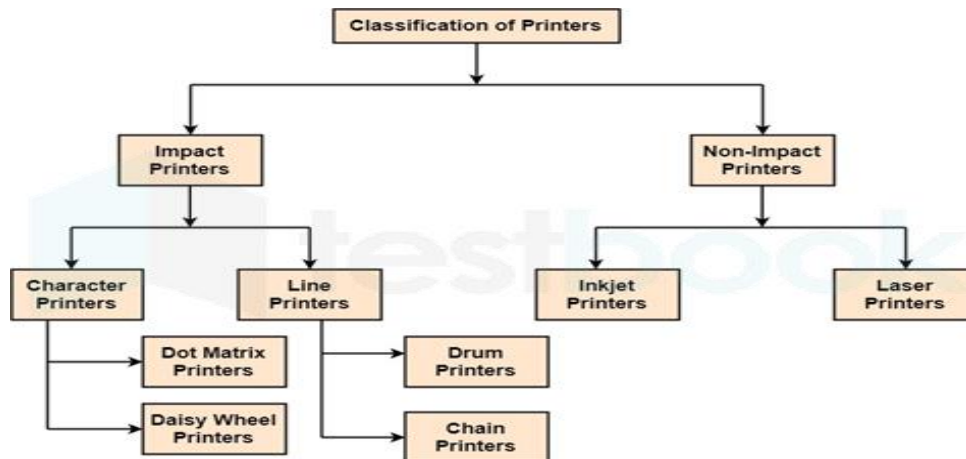 Classification of Printers
Impact
Printers
Non-Impact
Printers
testbook
Character
Printers
Line
Printers
Inkjet
Printers
Laser
Printers
Dot Matrix
Printers
Drum
Printers
Daisy Wheel
Printers
Chain
Printers